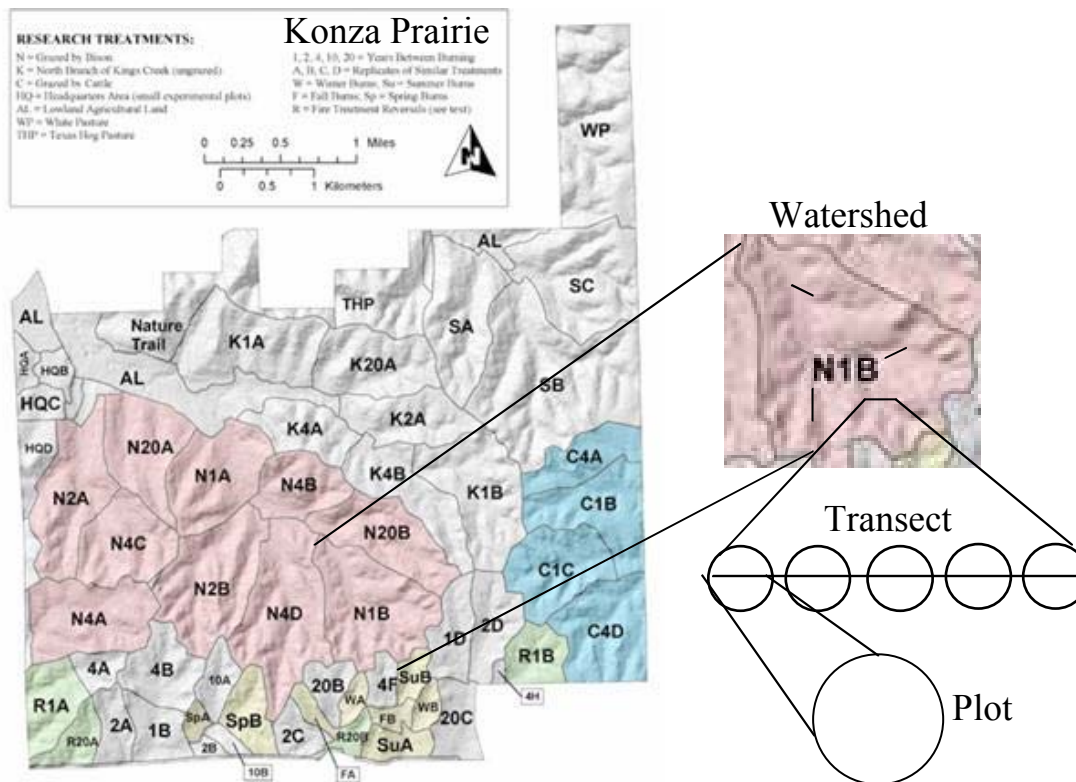 Konza Prairie
RESEARCH TREATMENTS:
N = Grazed by Bison
K = North Branch of Kings Creek (ungrazed)
C = Grazed by Cattle
HQ = Headquarters Area (small experimental plots)
AL = Lowland Agricultural Land
WP = White Pasture
THP = Texas Hog Pasture
1, 2, 4, 10, 20 = Years Between Burning
A, B, C, D = Replicates of Similar Treatments
W = Winter Burns, Su = Summer Burns
F = Fall Burns; Sp = Spring Burns
R = Fire Treatment Reversals (see text)
0 0.25 0.5 1 Miles
0 0.5 1 Kilometers
N
WP
AL
SC
THP
SA
AL
Nature
Trail
K1A
K20A
SB
HQA
HQB
AL
HQC
K2A
K4A
HQD
N20A
N1A
N4B
K4B
C4A
N2A
K1B
C1B
N4C
N20B
C1C
N2B
N4D
N1B
N4A
1D
2D
C4D
R1B
4A
4B
10A
20B
4F
SuB
4H
R1A
WA
WB
20C
SpA
SpB
FB
R20A
2A
1B
2C
R20B
SuA
2B
10B
FA
Watershed
N1B
Transect
Plot